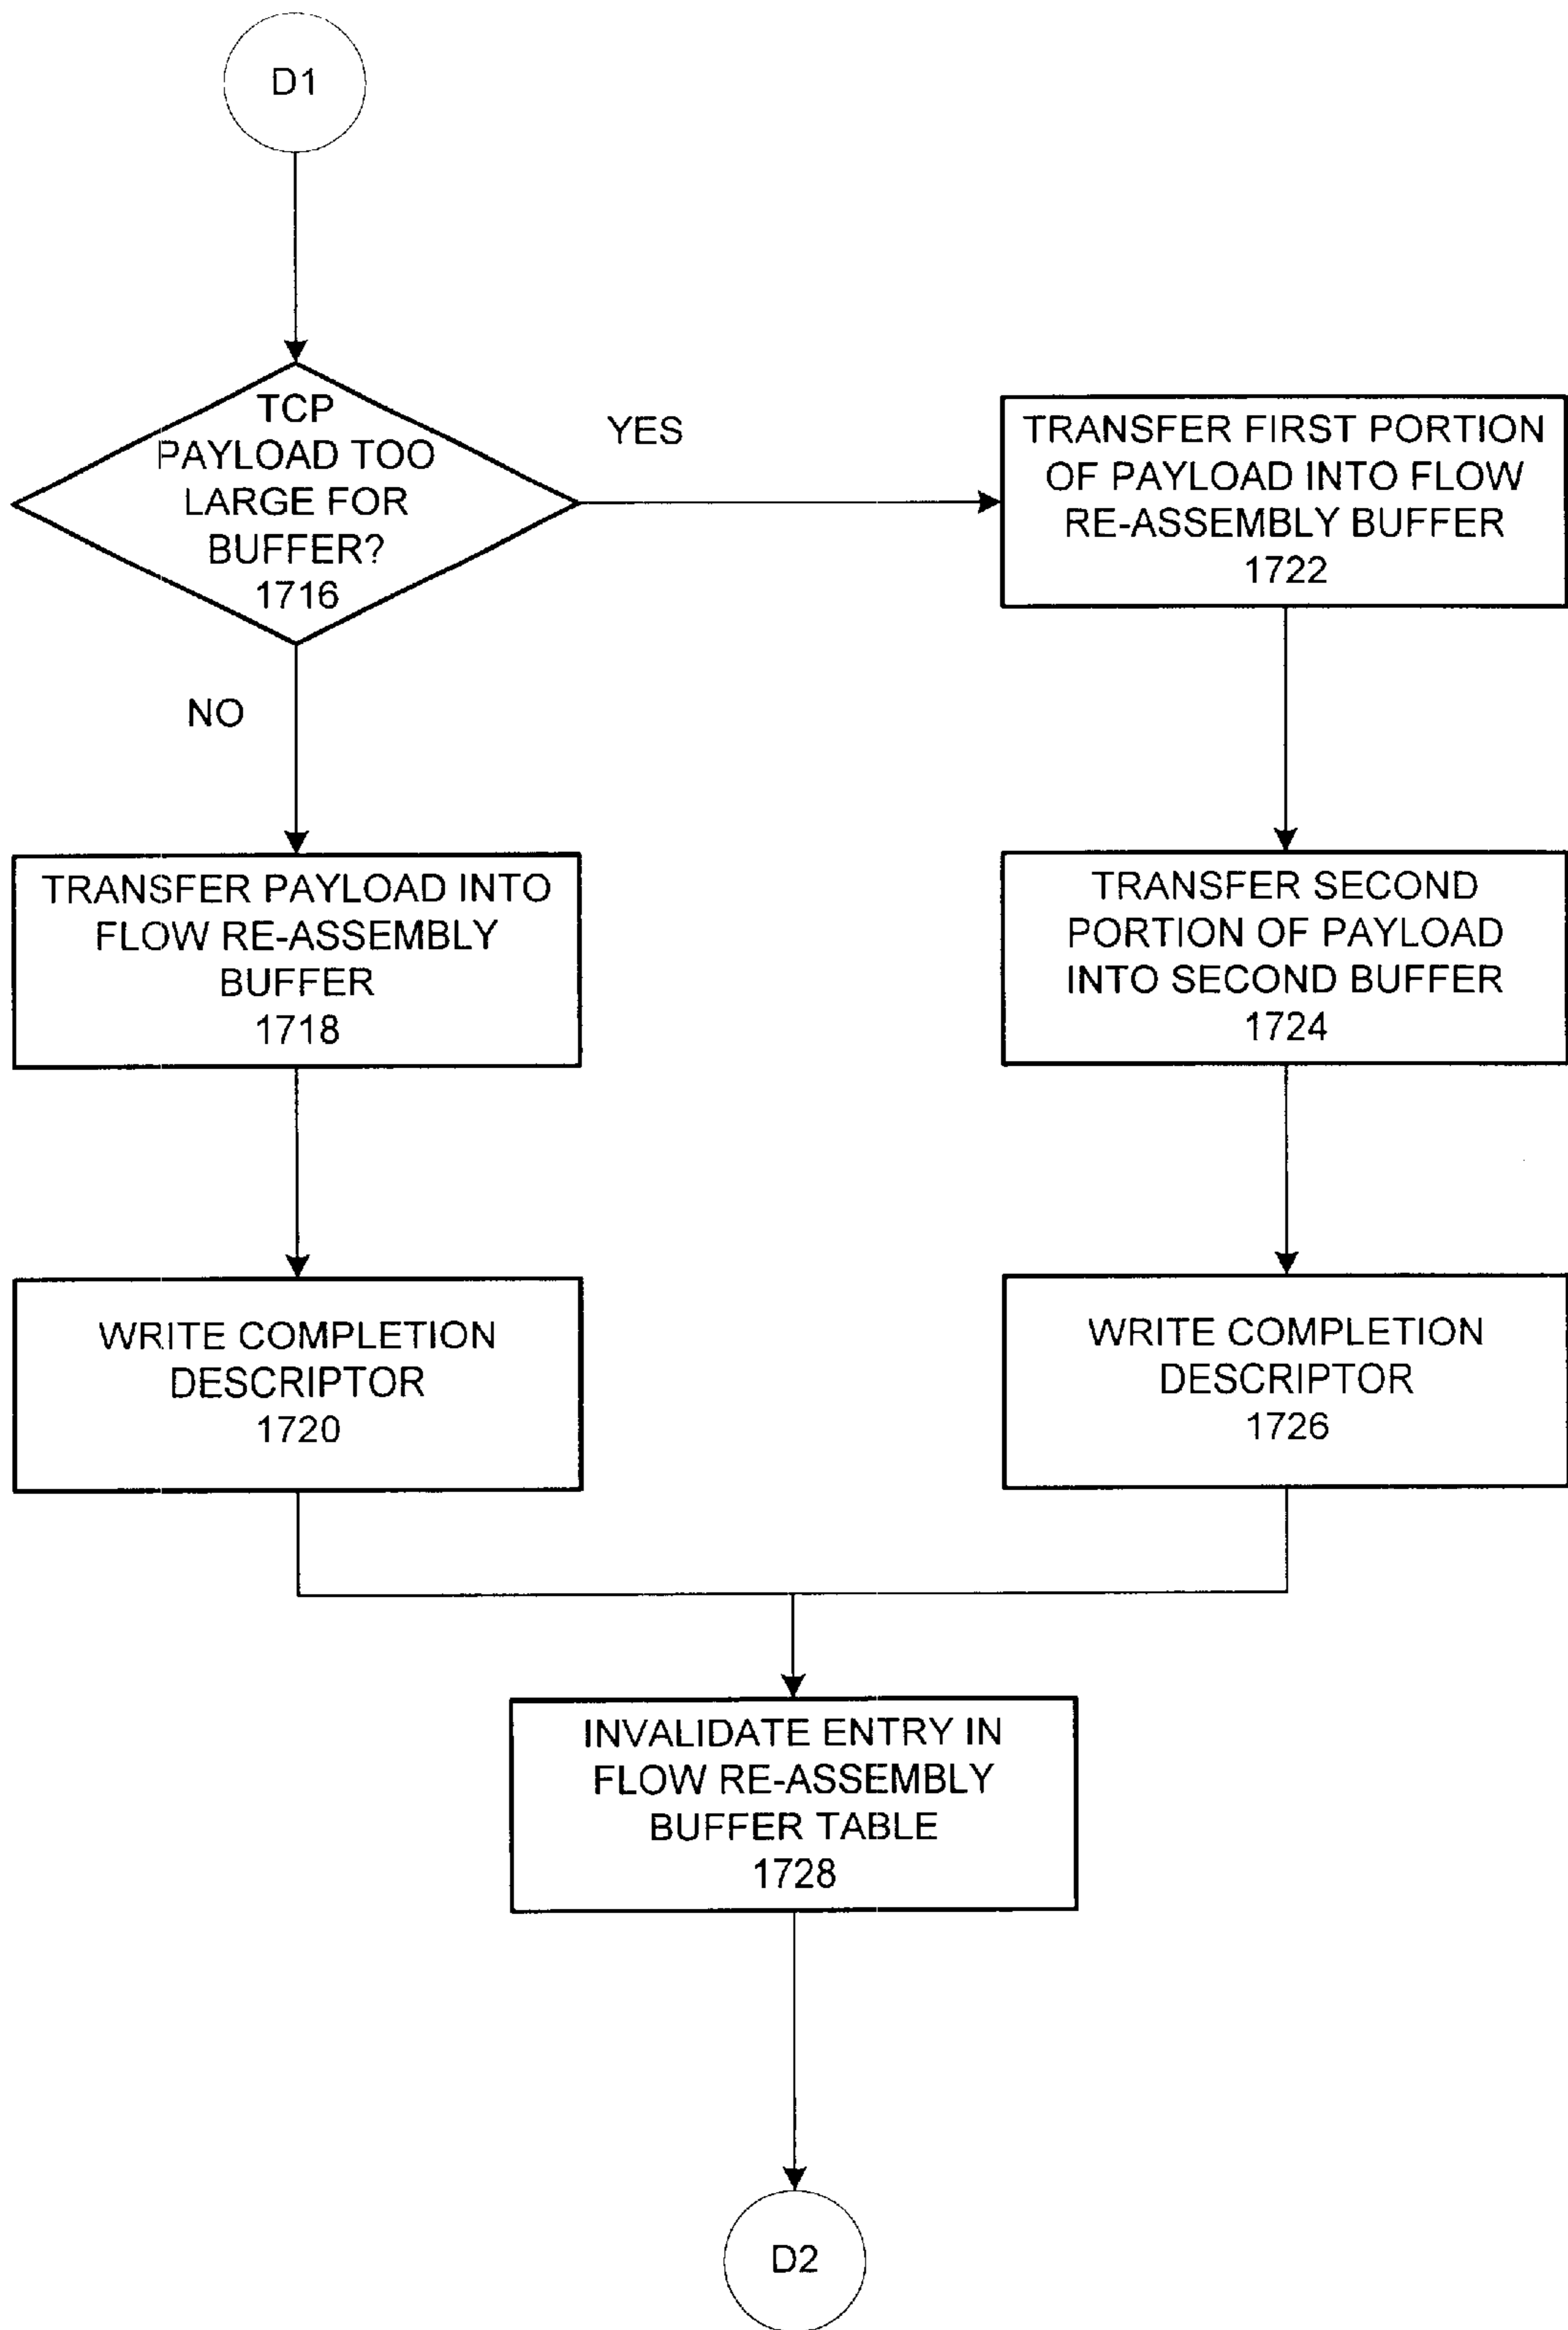 D1
TCP
PAYLOAD TOO
LARGE FOR
BUFFER?
1716
YES
TRANSFER FIRST PORTION
OF PAYLOAD INTO FLOW
RE-ASSEMBLY BUFFER
1722
NO
TRANSFER PAYLOAD INTO
FLOW RE-ASSEMBLY
BUFFER
1718
TRANSFER SECOND
PORTION OF PAYLOAD
INTO SECOND BUFFER
1724
WRITE COMPLETION
DESCRIPTOR
1720
WRITE COMPLETION
DESCRIPTOR
1726
INVALIDATE ENTRY IN
FLOW RE-ASSEMBLY
BUFFER TABLE
1728
D2